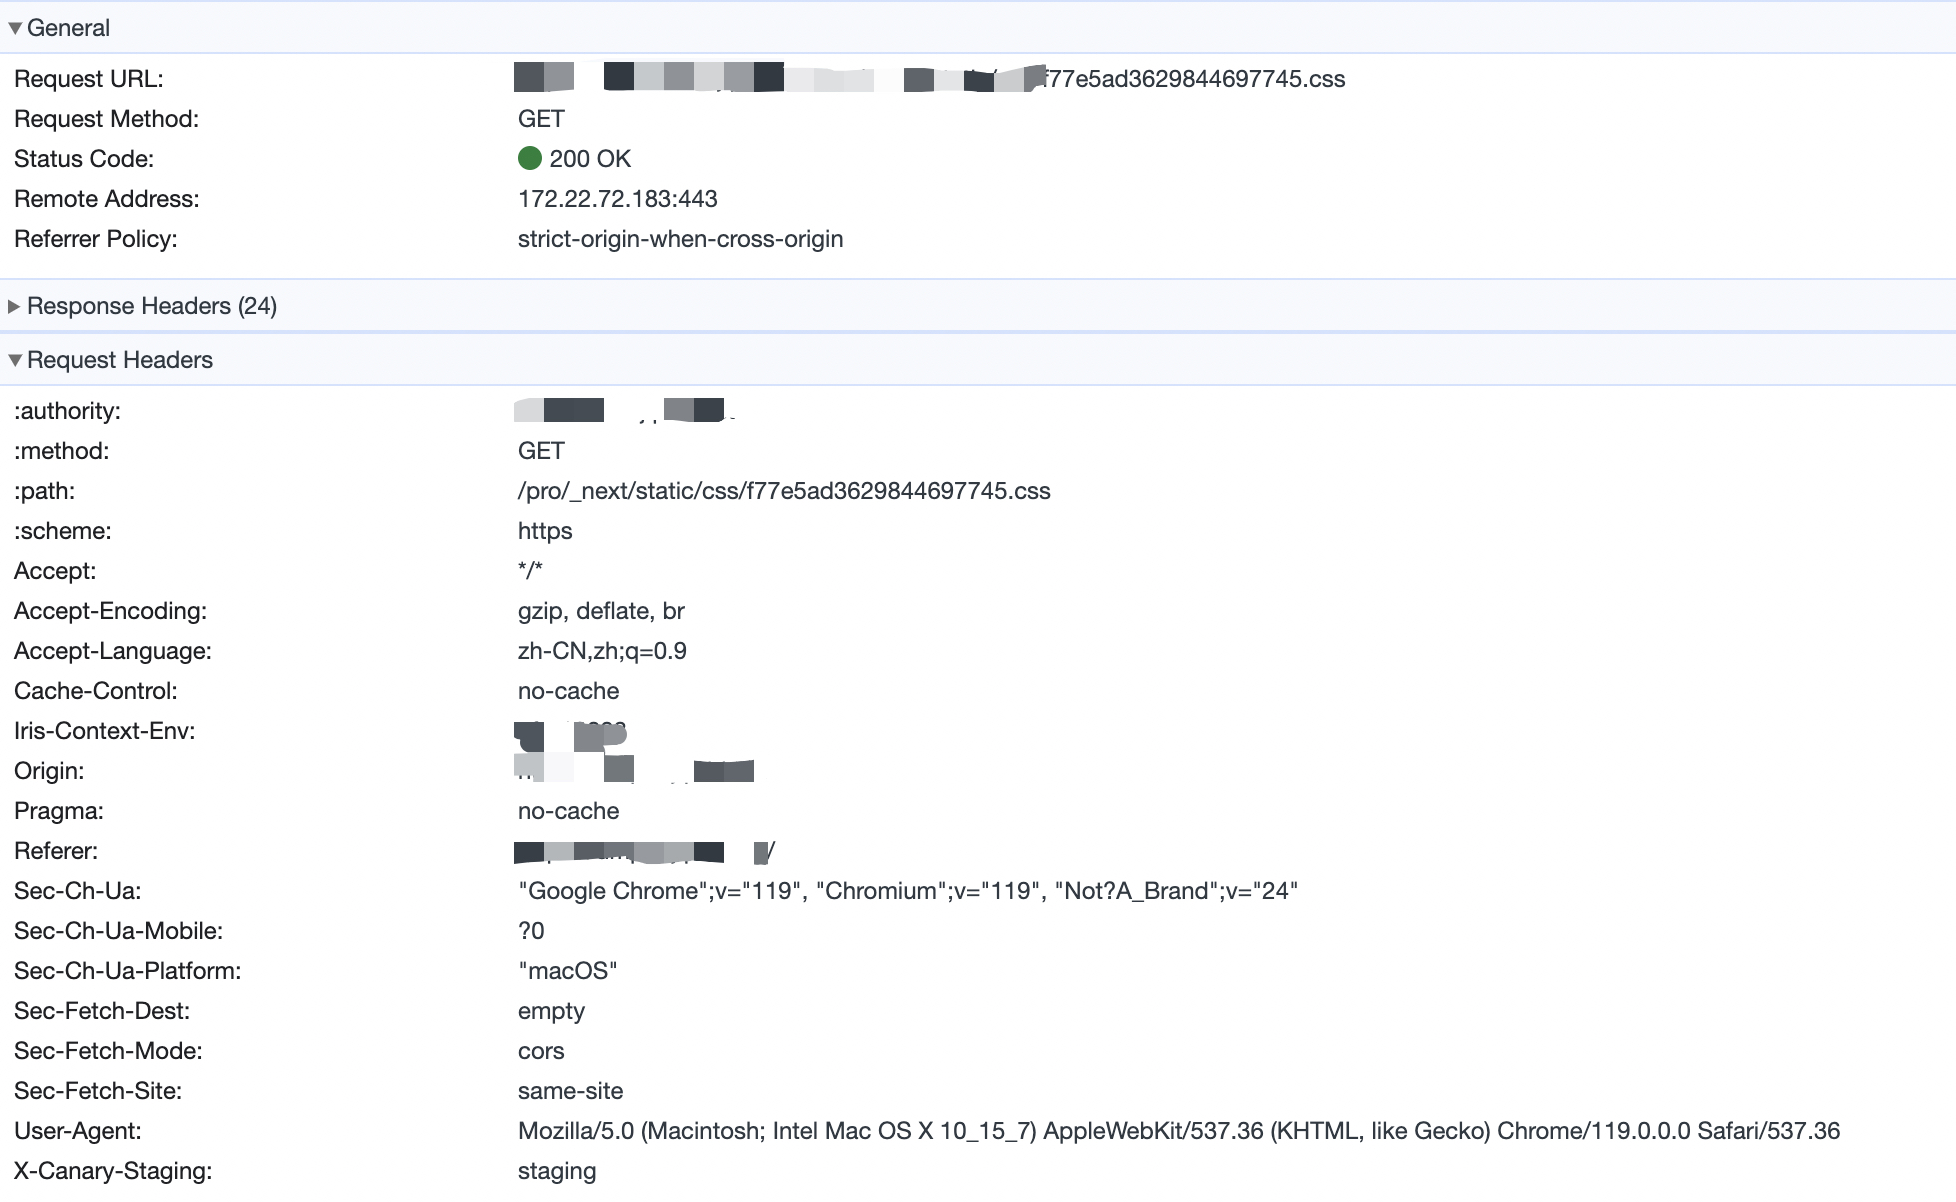 General
Request URL: f77e5ad3629844697745.css
Request Method: GET
Status Code: 200 OK
Remote Address: 172.22.72.183:443
Referrer Policy: strict-origin-when-cross-origin
Response Headers (24)
Request Headers
:authority:
:method: GET
:path: /pro/_next/static/css/f77e5ad3629844697745.css
:scheme: https
Accept: */*
Accept-Encoding: gzip, deflate, br
Accept-Language: zh-CN,zh;q=0.9
Cache-Control: no-cache
Iris-Context-Env:
Origin:
Pragma: no-cache
Referer: /
Sec-Ch-Ua: "Google Chrome";v="119", "Chromium";v="119", "Not?A_Brand";v="24"
Sec-Ch-Ua-Mobile: ?0
Sec-Ch-Ua-Platform: "macOS"
Sec-Fetch-Dest: empty
Sec-Fetch-Mode: cors
Sec-Fetch-Site: same-site
User-Agent: Mozilla/5.0 (Macintosh; Intel Mac OS X 10_15_7) AppleWebKit/537.36 (KHTML, like Gecko) Chrome/119.0.0.0 Safari/537.36
X-Canary-Staging: staging